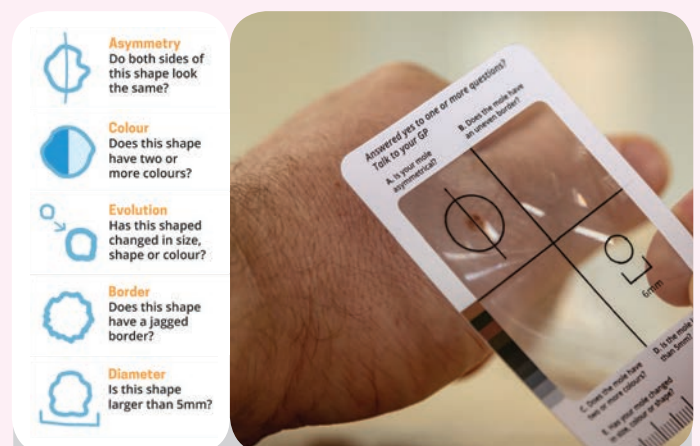 Asymmetry
Do both sides of
this shape look
the same?
Colour
Does this shape
have two or
more colours?
Evolution
Has this shaped
changed in size,
shape or colour?
Border
Does this shape
have a jagged
border?
Diameter
Is this shape
larger than 5mm?
Answered yes to one or more questions?
Talk to your GP
A. Is your mole
asymmetrical?
B. Does the mole have
an uneven border?
6mm
C. Does the mole have
two or more colours?
D. Is the mole
than 5mm?
E. Has your mole changed
size, colour or shape?